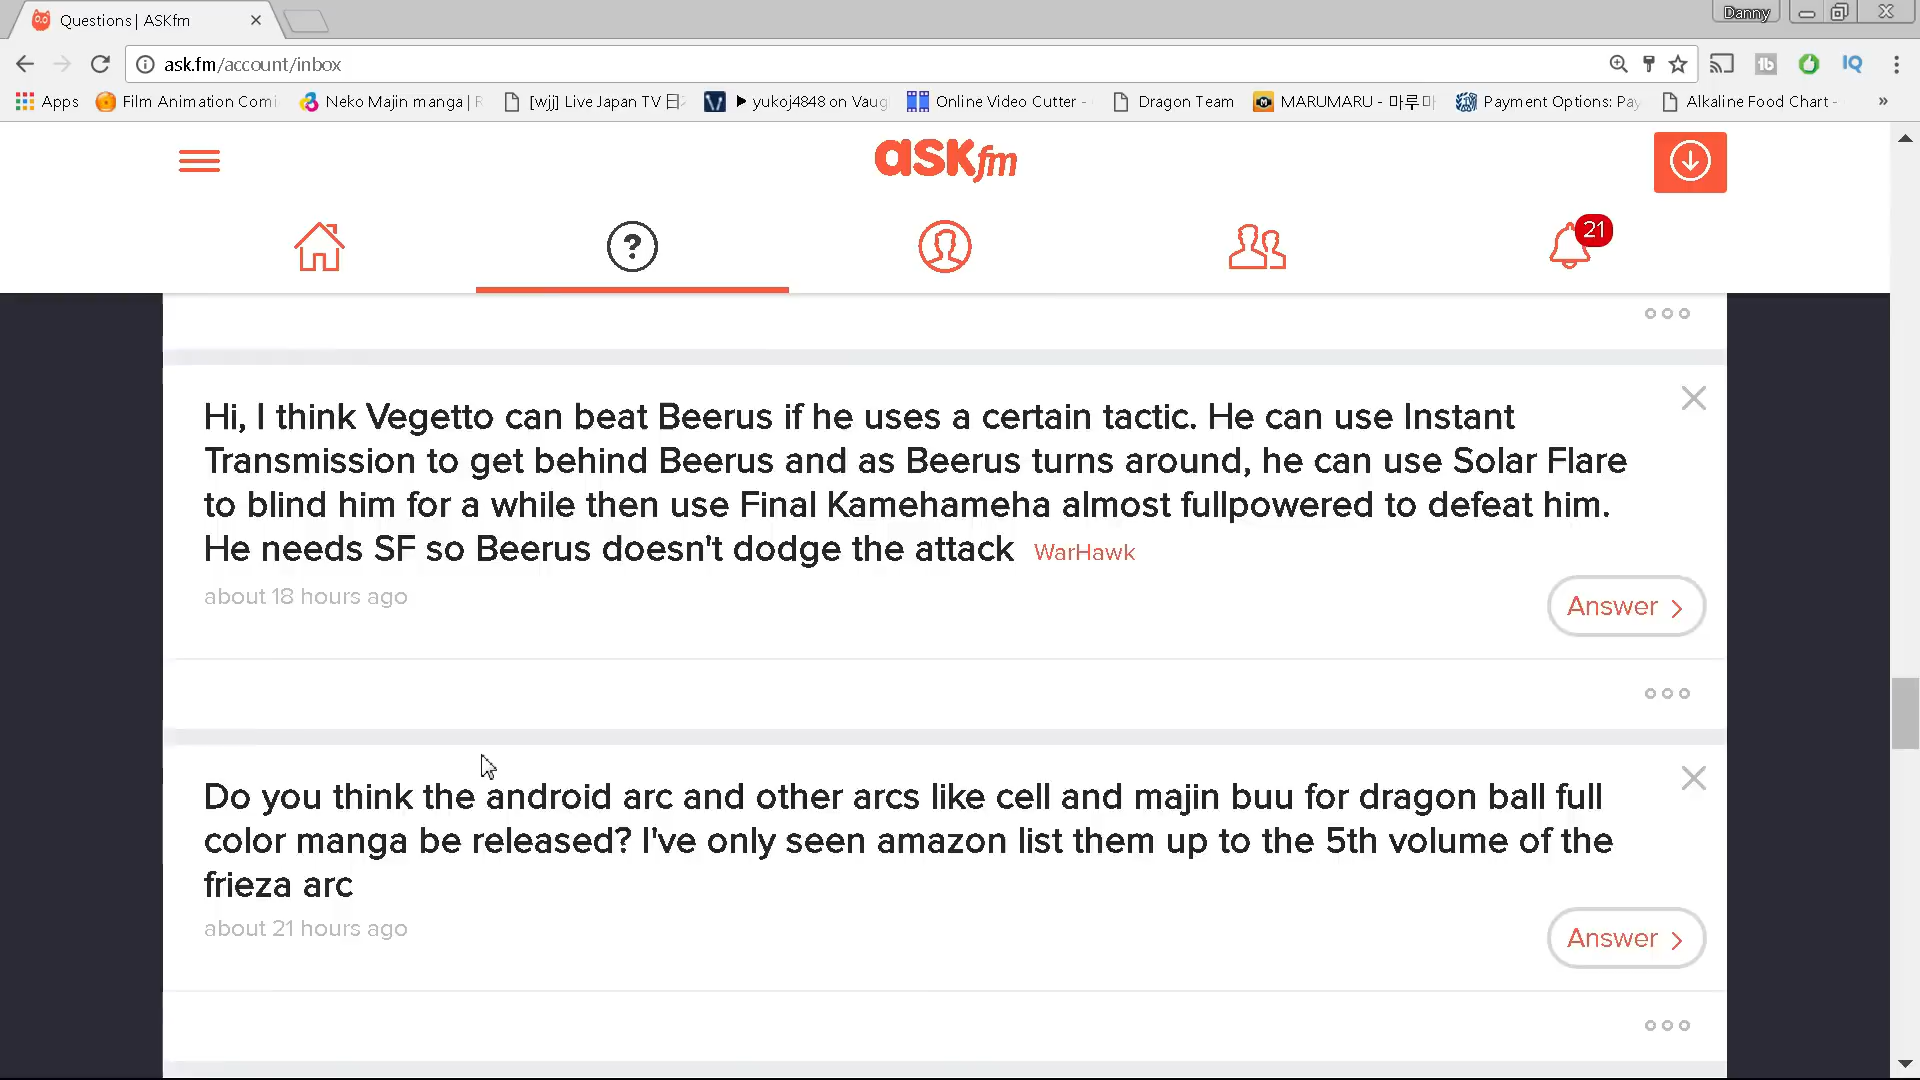 Questions | ASKfm
Danny
ask.fm/account/inbox
Apps
Film Animation Comi
Neko Majin manga | R
[wjj] Live Japan TV 日
▶ yukoj4848 on Vaug
Online Video Cutter -
Dragon Team
MARUMARU - 마루마
Payment Options: Pay
Alkaline Food Chart -
»
ASKfm
21
Hi, I think Vegetto can beat Beerus if he uses a certain tactic. He can use Instant
Transmission to get behind Beerus and as Beerus turns around, he can use Solar Flare
to blind him for a while then use Final Kamehameha almost fullpowered to defeat him.
He needs SF so Beerus doesn't dodge the attack WarHawk
about 18 hours ago
Answer >
Do you think the android arc and other arcs like cell and majin buu for dragon ball full
color manga be released? I've only seen amazon list them up to the 5th volume of the
frieza arc
about 21 hours ago
Answer >